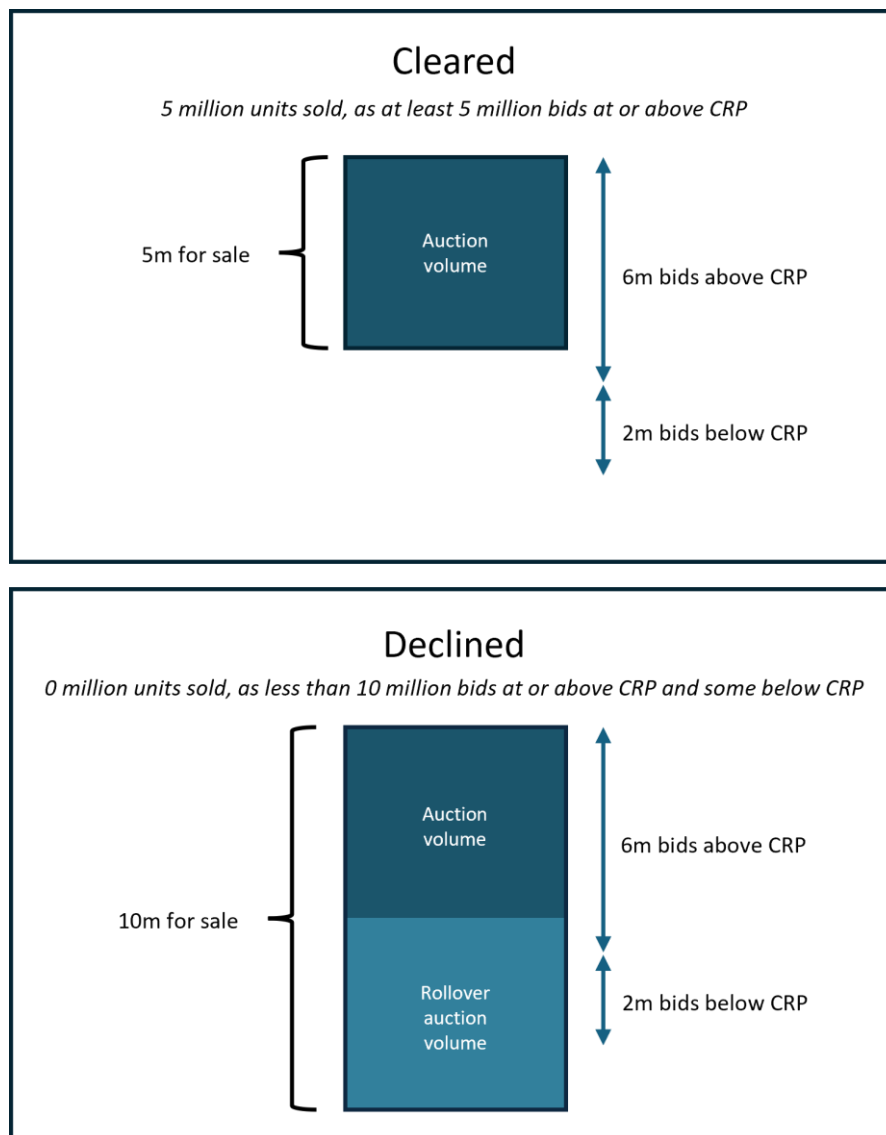 Cleared
5 million units sold, as at least 5 million bids at or above CRP
5m for sale
Auction
volume
6m bids above CRP
2m bids below CRP
Declined
0 million units sold, as less than 10 million bids at or above CRP and some below CRP
Auction
volume
6m bids above CRP
10m for sale
Rollover
auction
volume
2m bids below CRP